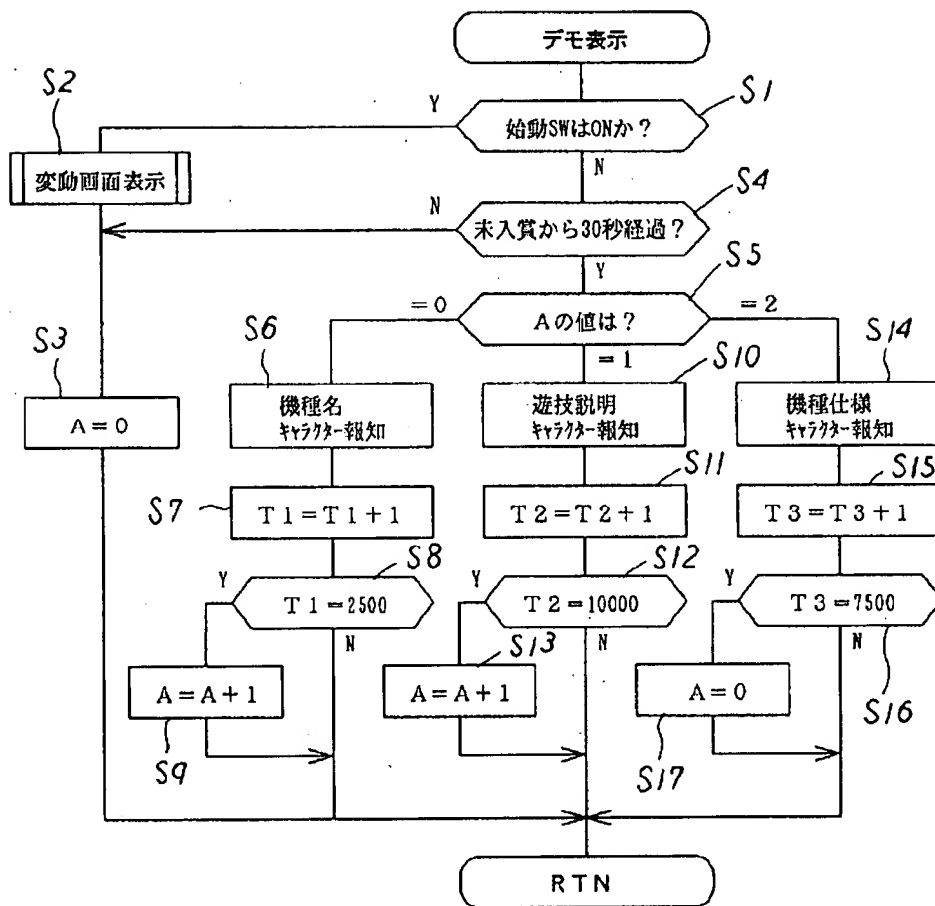 デモ表示
S1
始動SWはONか？
Y
N
S2
変動画面表示
S4
未入賞から30秒経過？
N
Y
S5
Aの値は？
=0
=1
=2
S3
A=0
S6
機種名
キャラクター報知
S10
遊技説明
キャラクター報知
S14
機種仕様
キャラクター報知
S7
T1=T1+1
S11
T2=T2+1
S15
T3=T3+1
S8
Y
T1=2500
N
S12
Y
T2=10000
N
Y
T3=7500
N
S16
A=A+1
S9
S13
A=A+1
A=0
S17
RTN